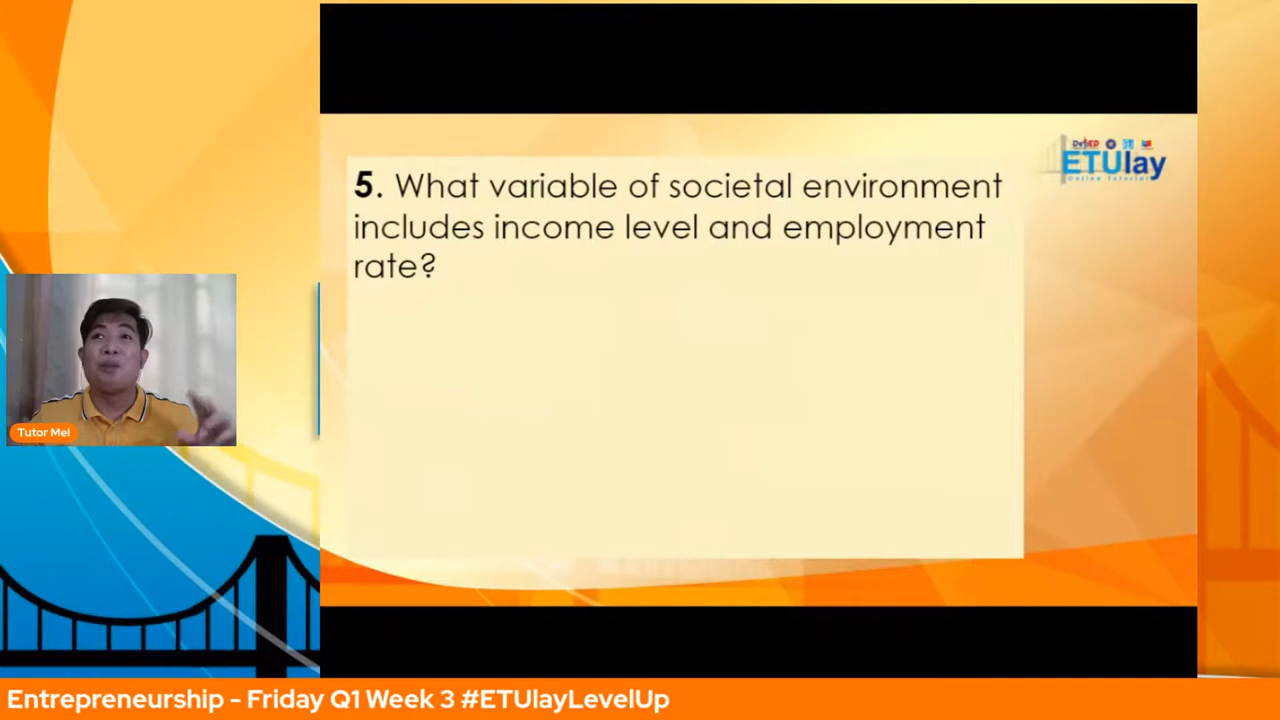 DepED
ETUlay
Online Tutorial
5. What variable of societal environment
includes income level and employment
rate?
Tutor Mel
Entrepreneurship - Friday Q1 Week 3 #ETUlayLevelUp